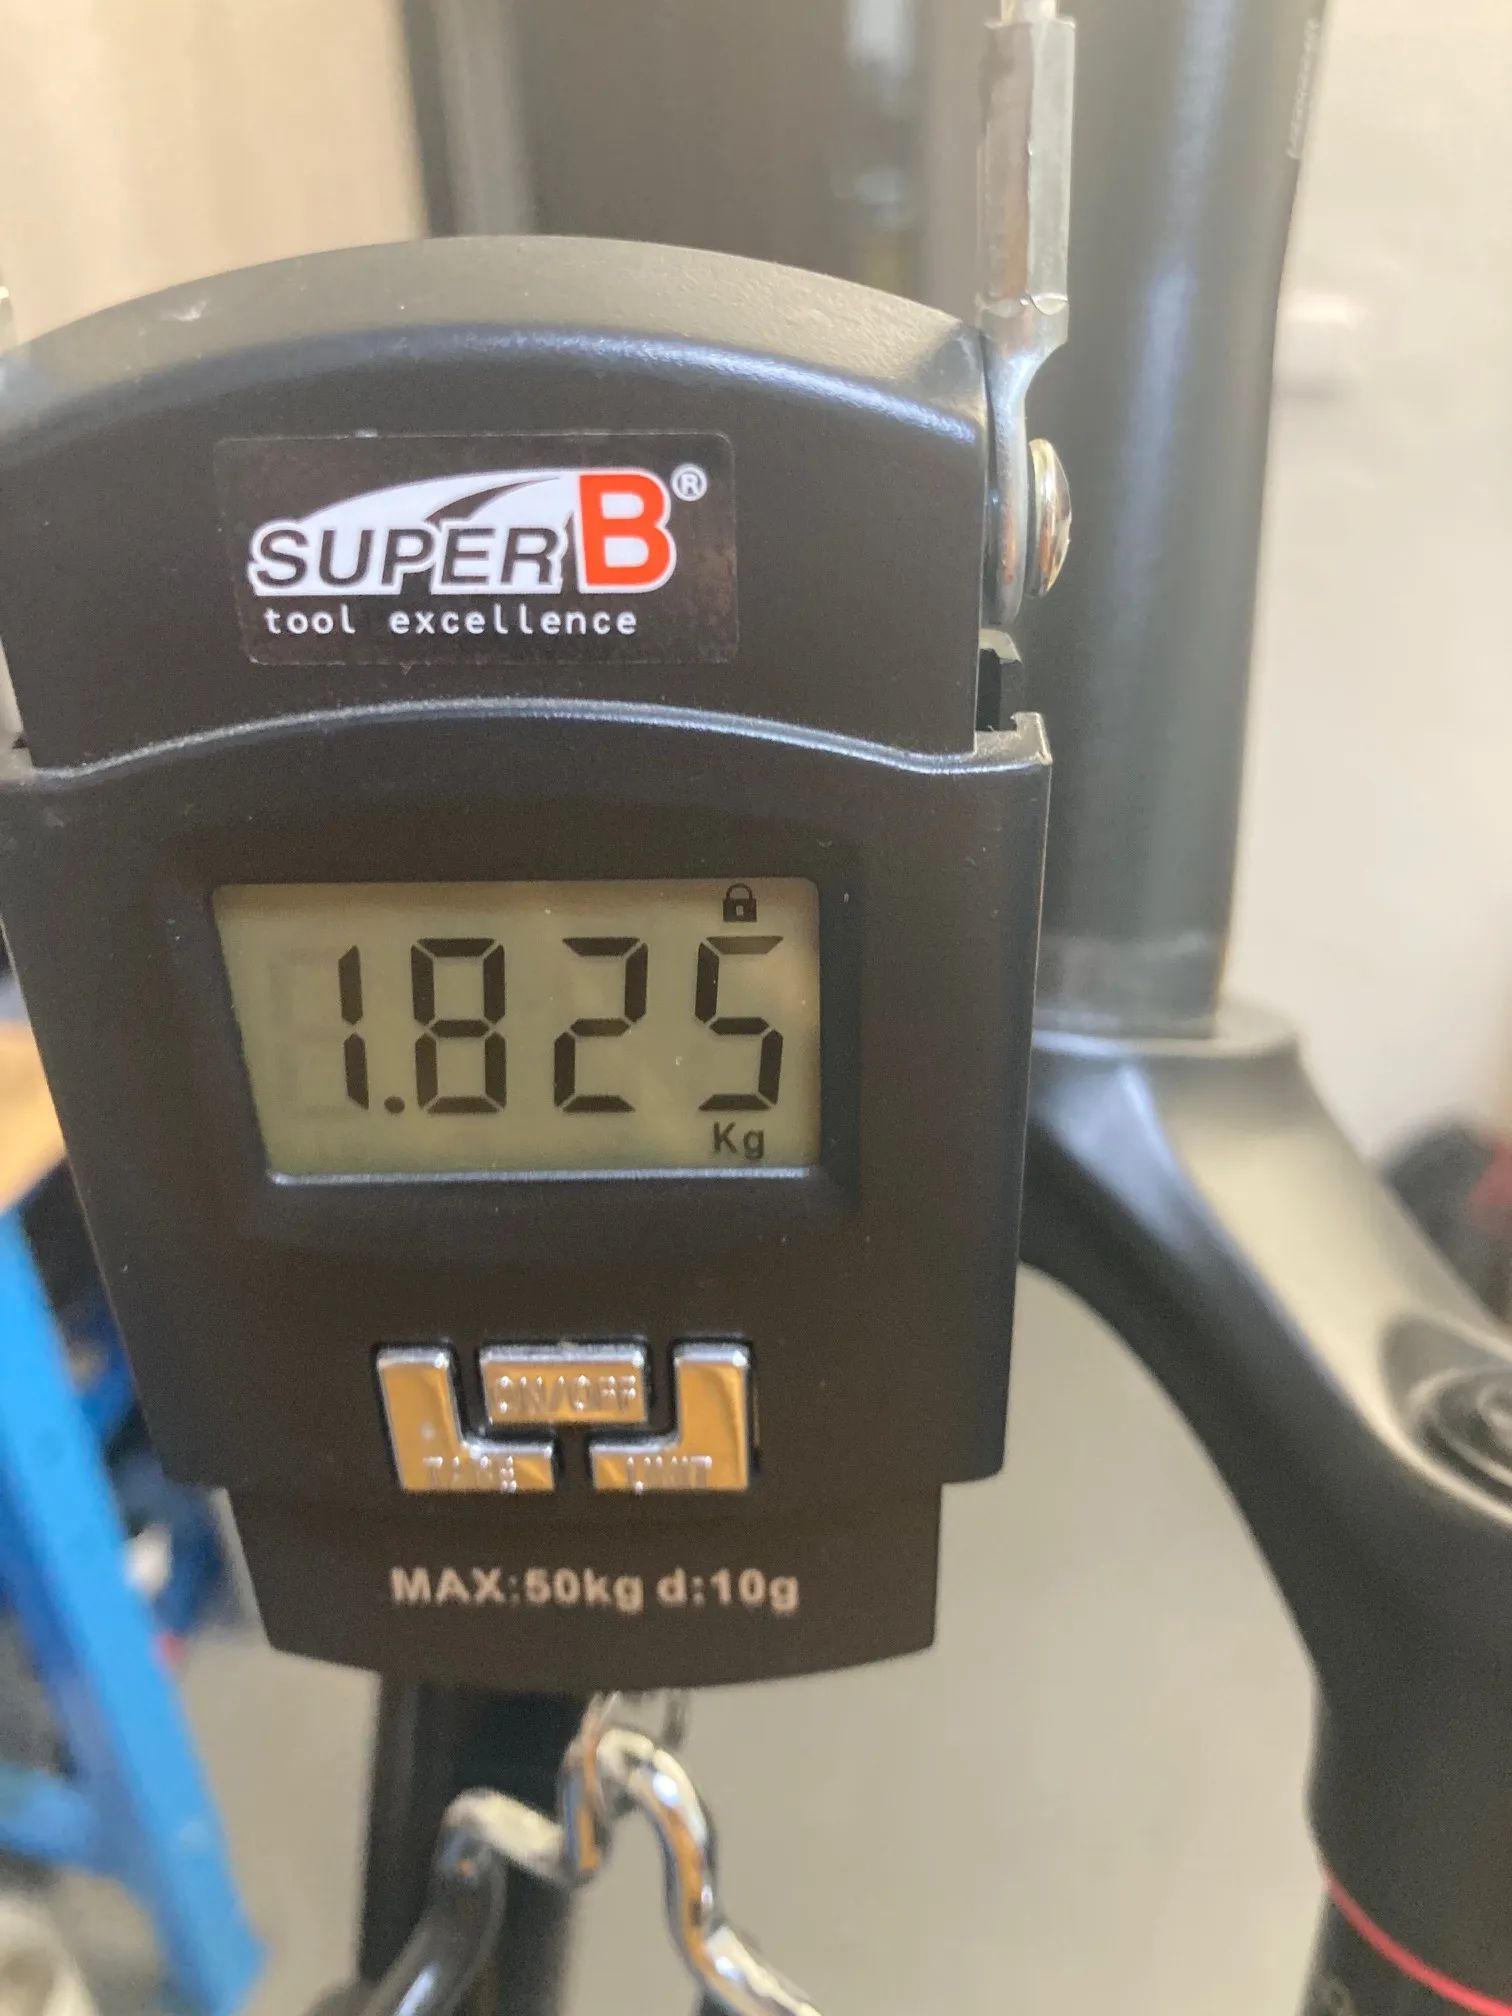 SUPER B®
tool excellence
1.825
Kg
ON/OFF
TARE UNIT
MAX:50kg d:10g